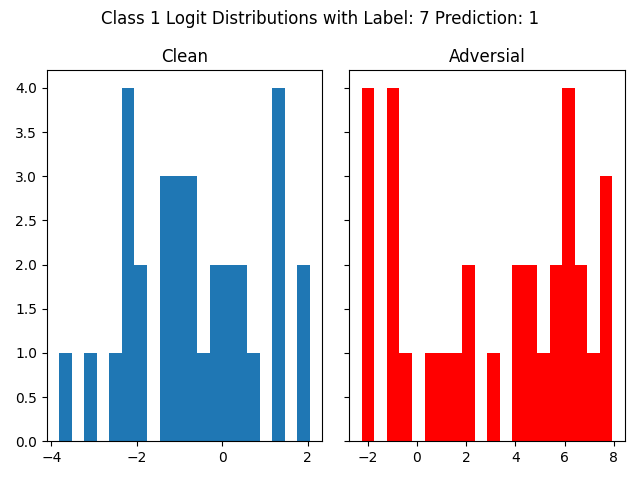 Class 1 Logit Distributions with Label: 7 Prediction: 1
Clean
Adversial
4.0
3.5
3.0
2.5
2.0
1.5
1.0
0.5
0.0
−4 −2 0 2
−2 0 2 4 6 8